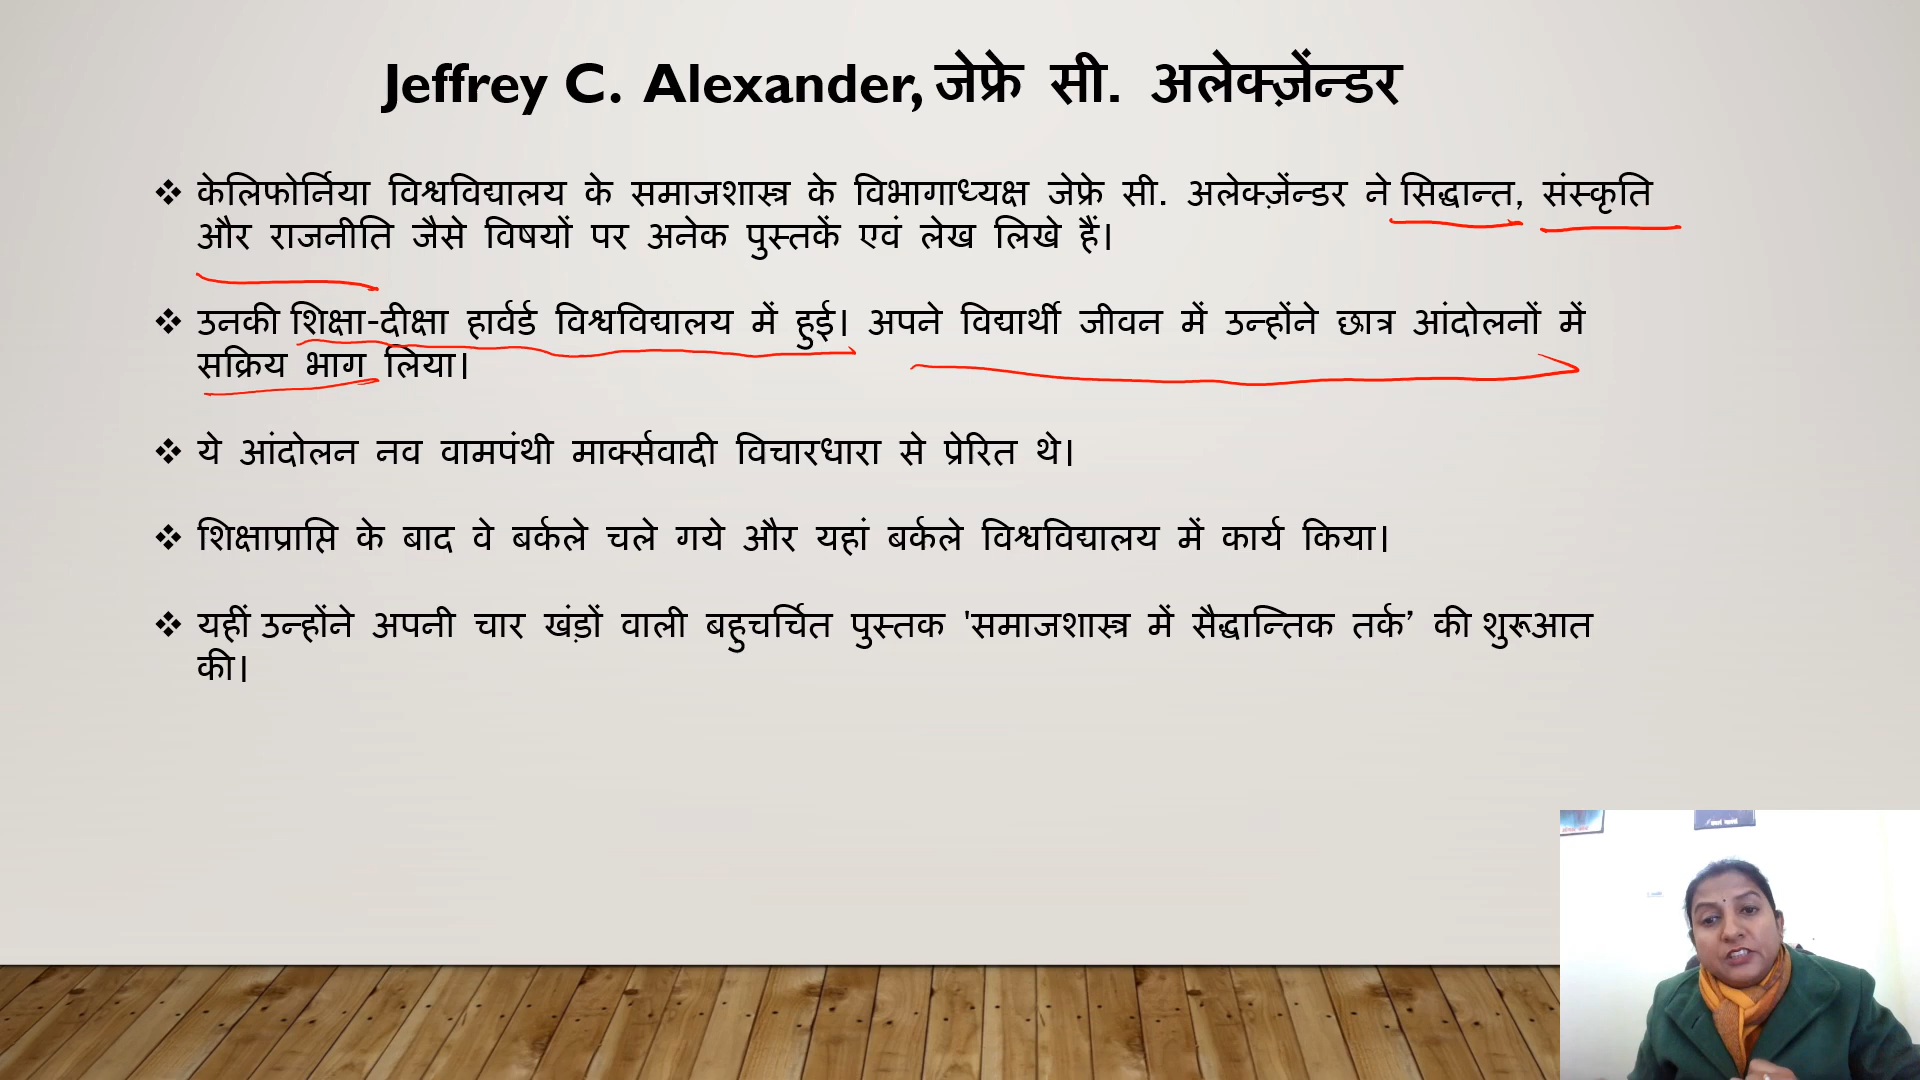 Jeffrey C. Alexander, जेफ्रे सी. अलेक्ज़ेंन्डर
❖ केलिफोर्निया विश्वविद्यालय के समाजशास्त्र के विभागाध्यक्ष जेफ्रे सी. अलेक्ज़ेंन्डर ने सिद्धान्त, संस्कृति
और राजनीति जैसे विषयों पर अनेक पुस्तकें एवं लेख लिखे हैं।
❖ उनकी शिक्षा-दीक्षा हार्वर्ड विश्वविद्यालय में हुई। अपने विद्यार्थी जीवन में उन्होंने छात्र आंदोलनों में
सक्रिय भाग लिया।
❖ ये आंदोलन नव वामपंथी मार्क्सवादी विचारधारा से प्रेरित थे।
❖ शिक्षाप्राप्ति के बाद वे बर्कले चले गये और यहां बर्कले विश्वविद्यालय में कार्य किया।
❖ यहीं उन्होंने अपनी चार खंड़ों वाली बहुचर्चित पुस्तक 'समाजशास्त्र में सैद्धान्तिक तर्क’ की शुरूआत
की।